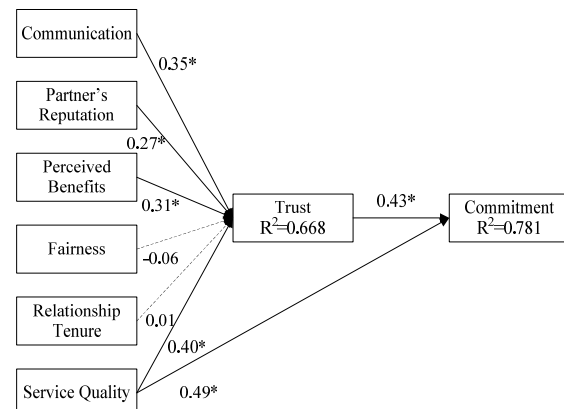 Communication
0.35*
Partner's
Reputation
0.27*
Perceived
Benefits
0.31*
Trust
R²=0.668
0.43*
Commitment
R²=0.781
Fairness
-0.06
Relationship
Tenure
0.01
0.40*
Service Quality
0.49*